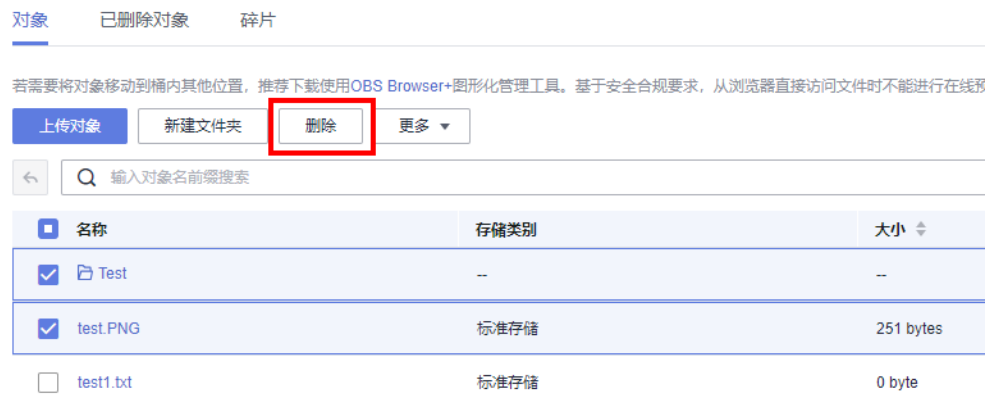 对象 已删除对象 碎片
若需要将对象移动到桶内其他位置，推荐下载使用OBS Browser+图形化管理工具。基于安全合规要求，从浏览器直接访问文件时不能进行在线预
上传对象 新建文件夹 删除 更多
输入对象名前缀搜索
名称 存储类别 大小
Test -- --
test.PNG 标准存储 251 bytes
test1.txt 标准存储 0 byte